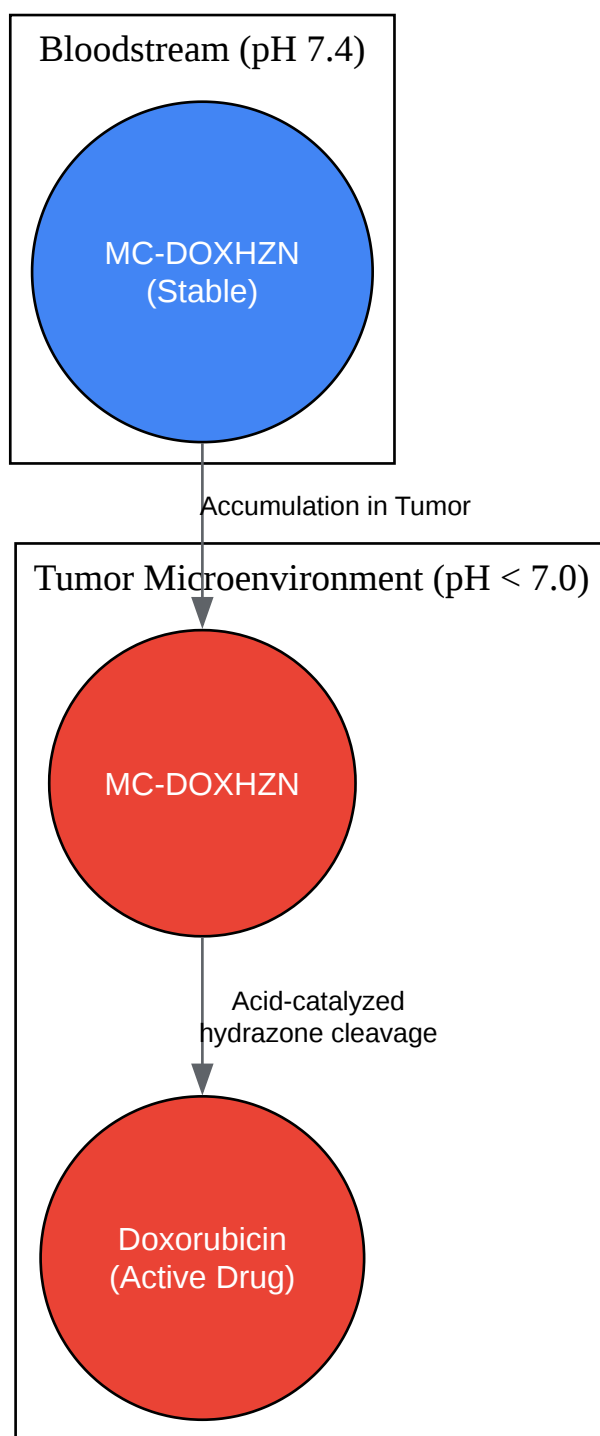 Bloodstream (pH 7.4)
MC-DOXHZN
(Stable)
Accumulation in Tumor
Tumor Microenvironment (pH < 7.0)
MC-DOXHZN
Acid-catalyzed
hydrazone cleavage
Doxorubicin
(Active Drug)